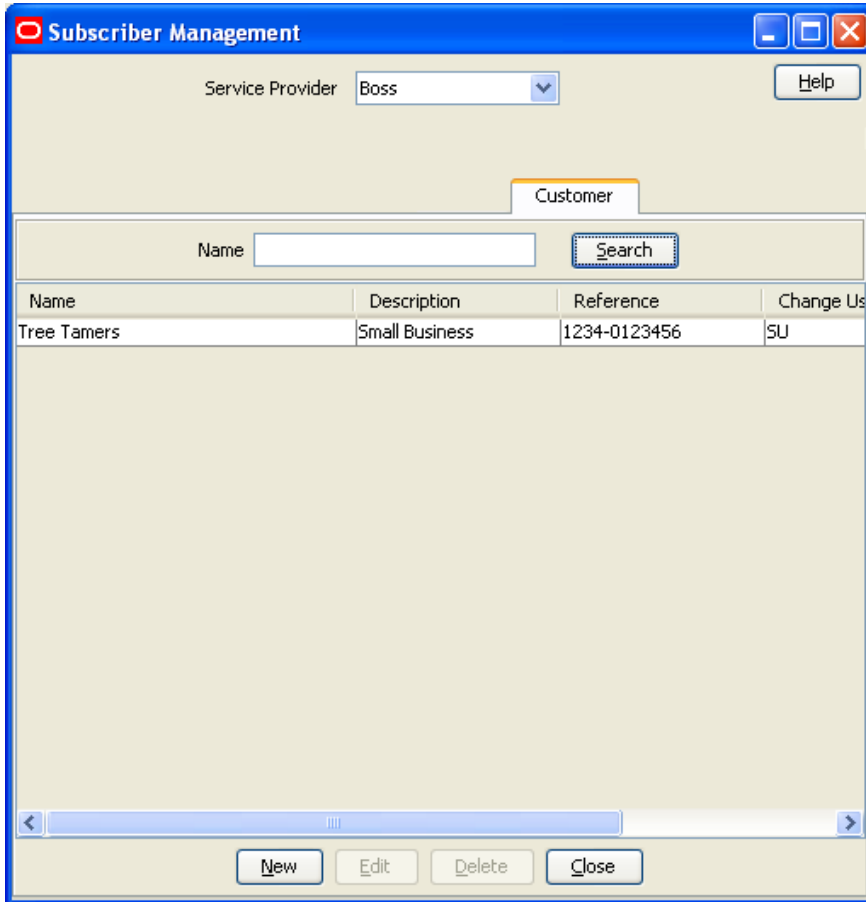 Subscriber Management
Service Provider Boss Help
Customer
Name Search
Name Description Reference Change Us
Tree Tamers Small Business 1234-0123456 SU
New Edit Delete Close